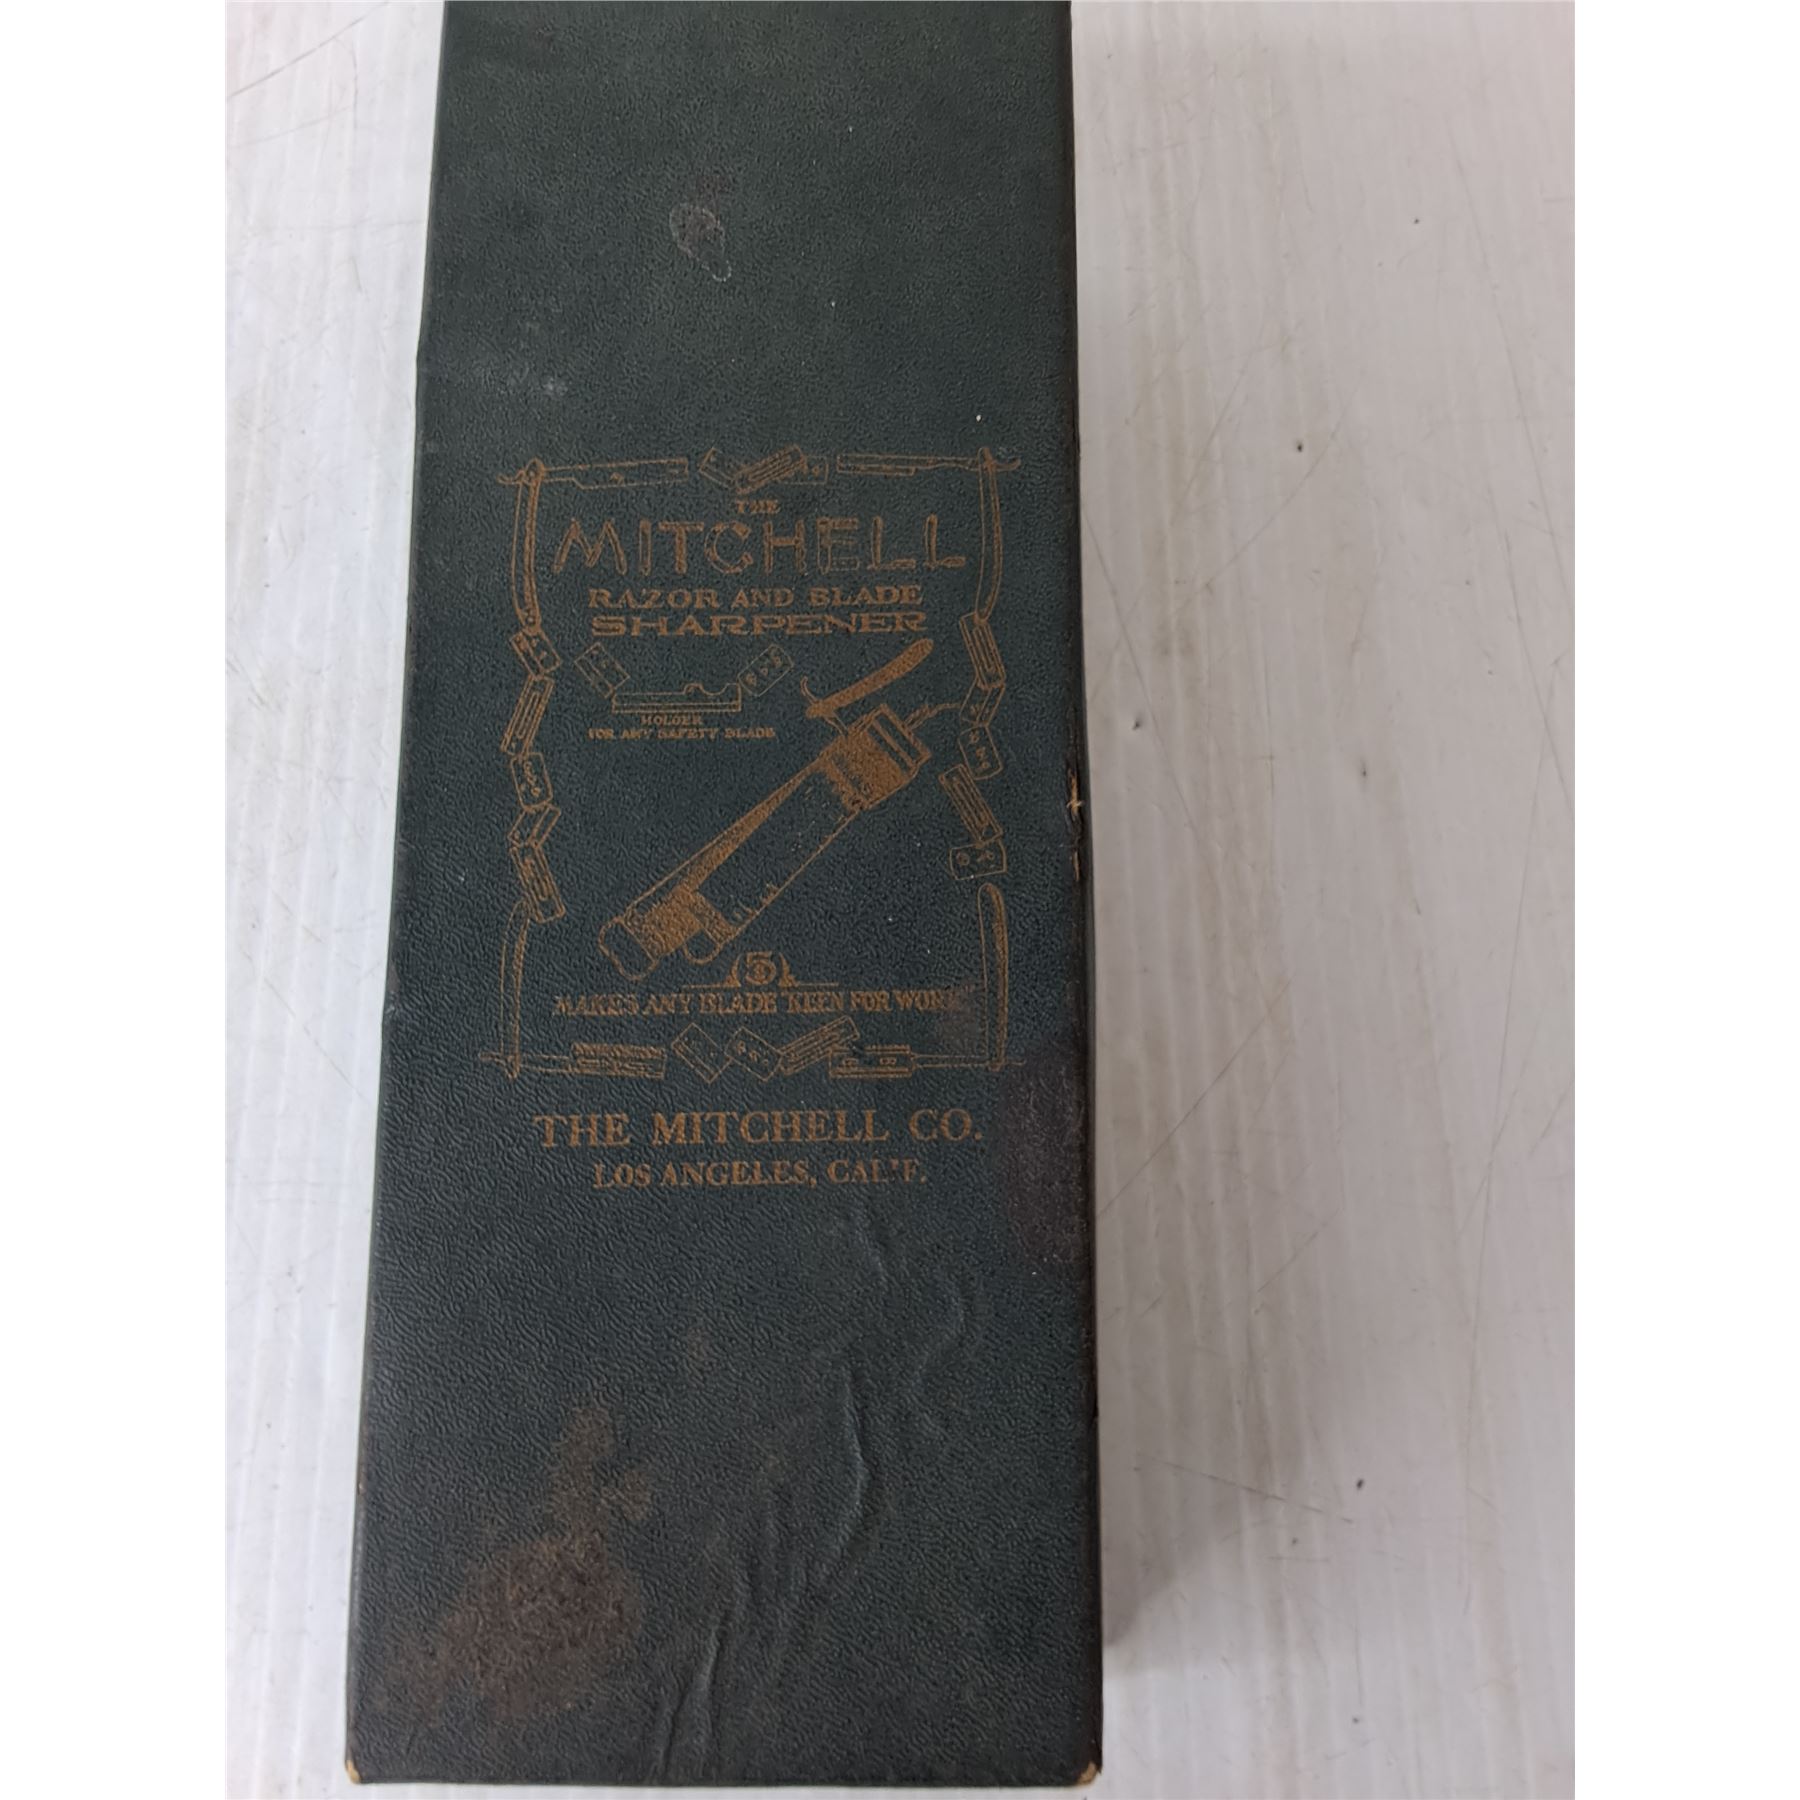 THE
MITCHELL
RAZOR AND BLADE
SHARPENER
HOLDER
FOR ANY SAFETY BLADE
5
MAKES ANY BLADE "KEEN FOR WORK"
THE MITCHELL CO.
LOS ANGELES, CALIF.